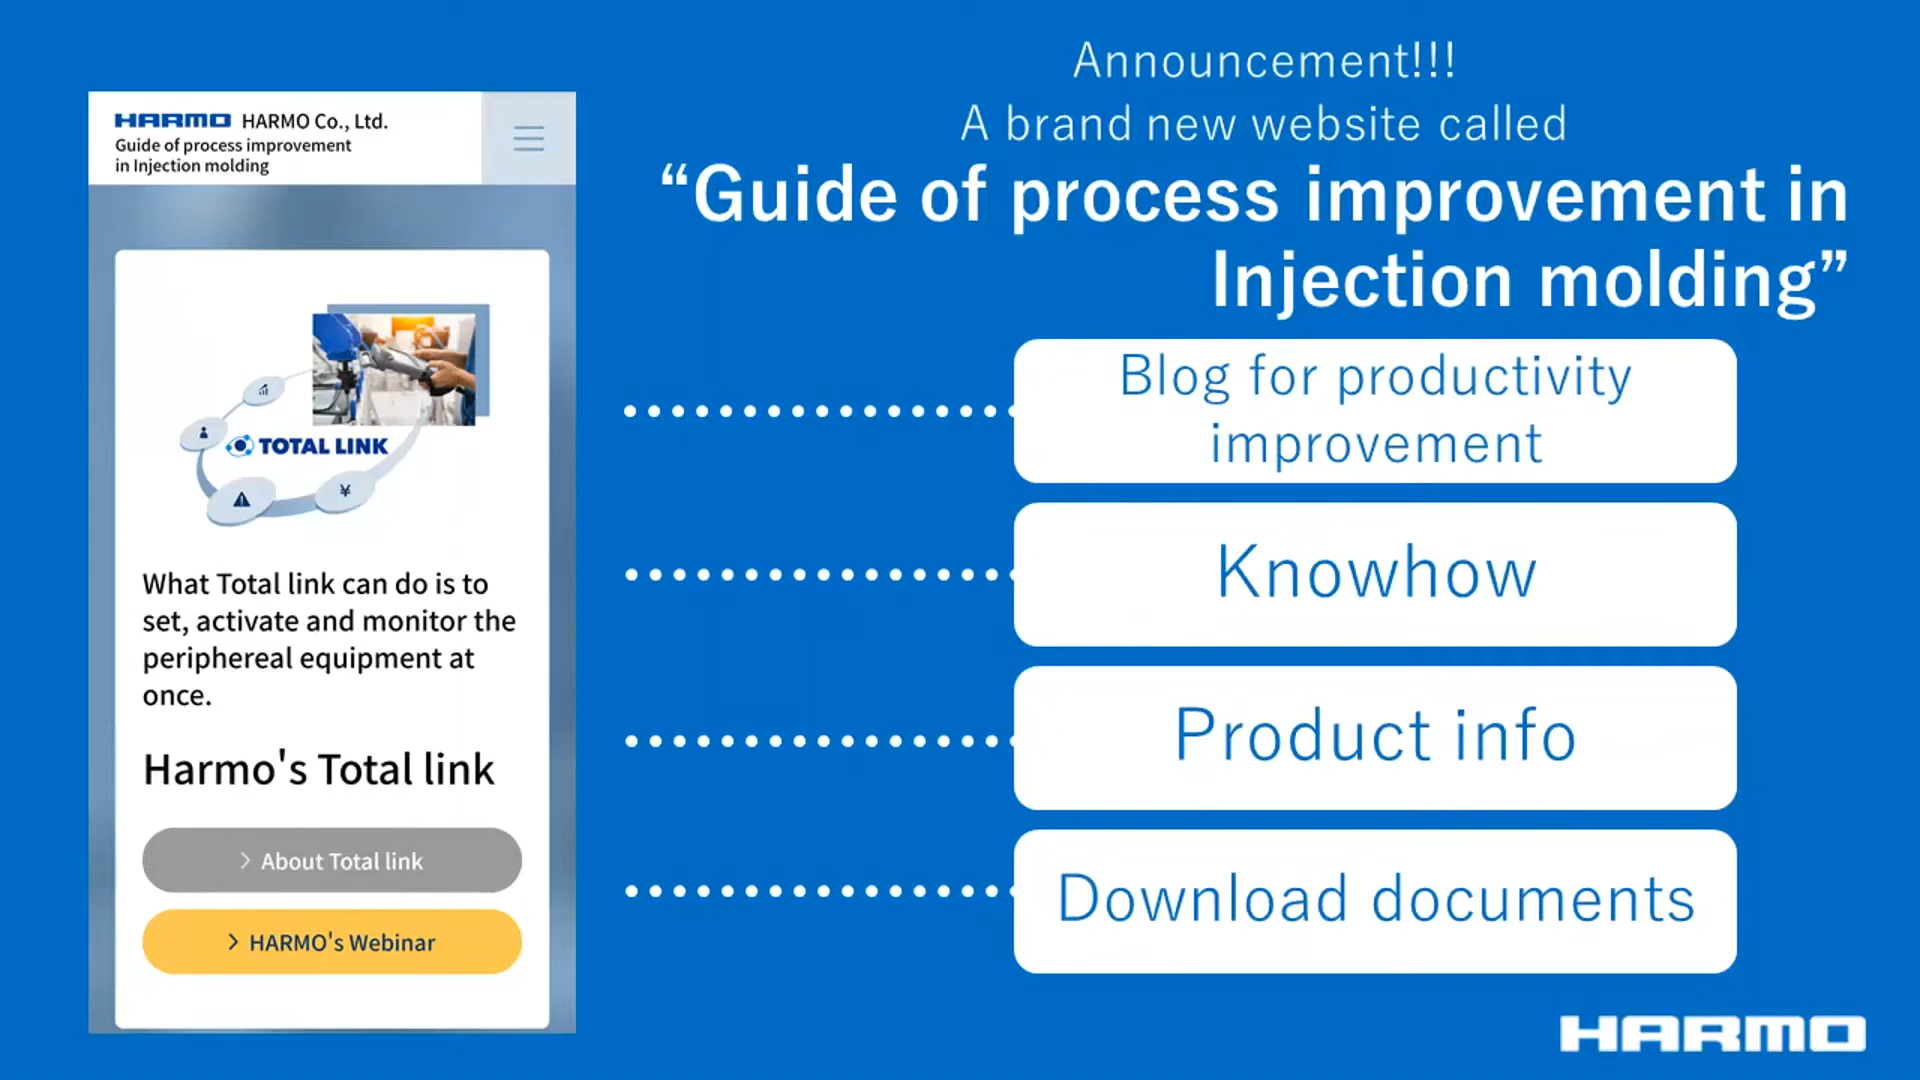 HARMO HARMO Co., Ltd.
Guide of process improvement
in Injection molding
TOTAL LINK
¥
What Total link can do is to
set, activate and monitor the
periphereal equipment at
once.
Harmo's Total link
> About Total link
> HARMO's Webinar
Announcement!!!
A brand new website called
“Guide of process improvement in
Injection molding”
Blog for productivity
improvement
Knowhow
Product info
Download documents
HARMO